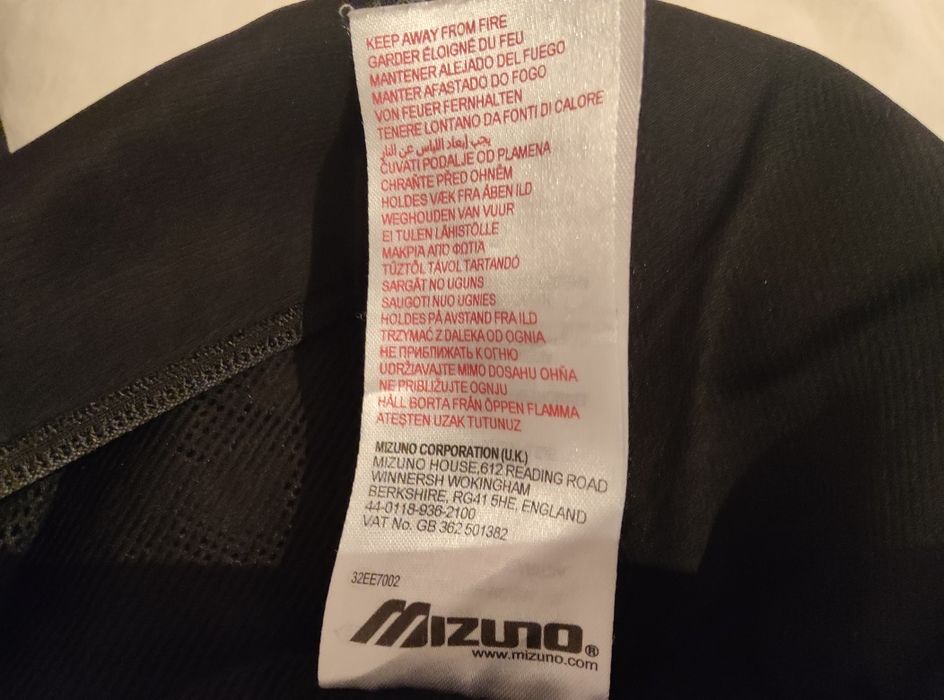 KEEP AWAY FROM FIRE
GARDER ÉLOIGNÉ DU FEU
MANTENER ALEJADO DEL FUEGO
MANTER AFASTADO DO FOGO
VON FEUER FERNHALTEN
TENERE LONTANO DA FONTI DI CALORE
يجب إبعاد اللباس عن النار
ČUVATI PODALJE OD PLAMENA
CHRAŇTE PŘED OHNĚM
HOLDES VÆK FRA ÅBEN ILD
WEGHOUDEN VAN VUUR
EI TULEN LÄHISTÖLLE
ΜΑΚΡΙΑ ΑΠΟ ΦΩΤΙΑ
TŰZTŐL TÁVOL TARTANDÓ
SARGĀT NO UGUNS
SAUGOTI NUO UGNIES
HOLDES PÅ AVSTAND FRA ILD
TRZYMAĆ Z DALEKA OD OGNIA
НЕ ПРИБЛИЖАТЬ К ОГНЮ
UDRŽIAVAJTE MIMO DOSAHU OHŇA
NE PRIBLIŽUJTE OGNJU
HÅLL BORTA FRÅN ÖPPEN FLAMMA
ATEŞTEN UZAK TUTUNUZ
MIZUNO CORPORATION (U.K.)
MIZUNO HOUSE,612 READING ROAD
WINNERSH WOKINGHAM
BERKSHIRE, RG41 5HE, ENGLAND
44-0118-936-2100
VAT No. GB 362 501382
32EE7002
MIZUNO®
www.mizuno.com